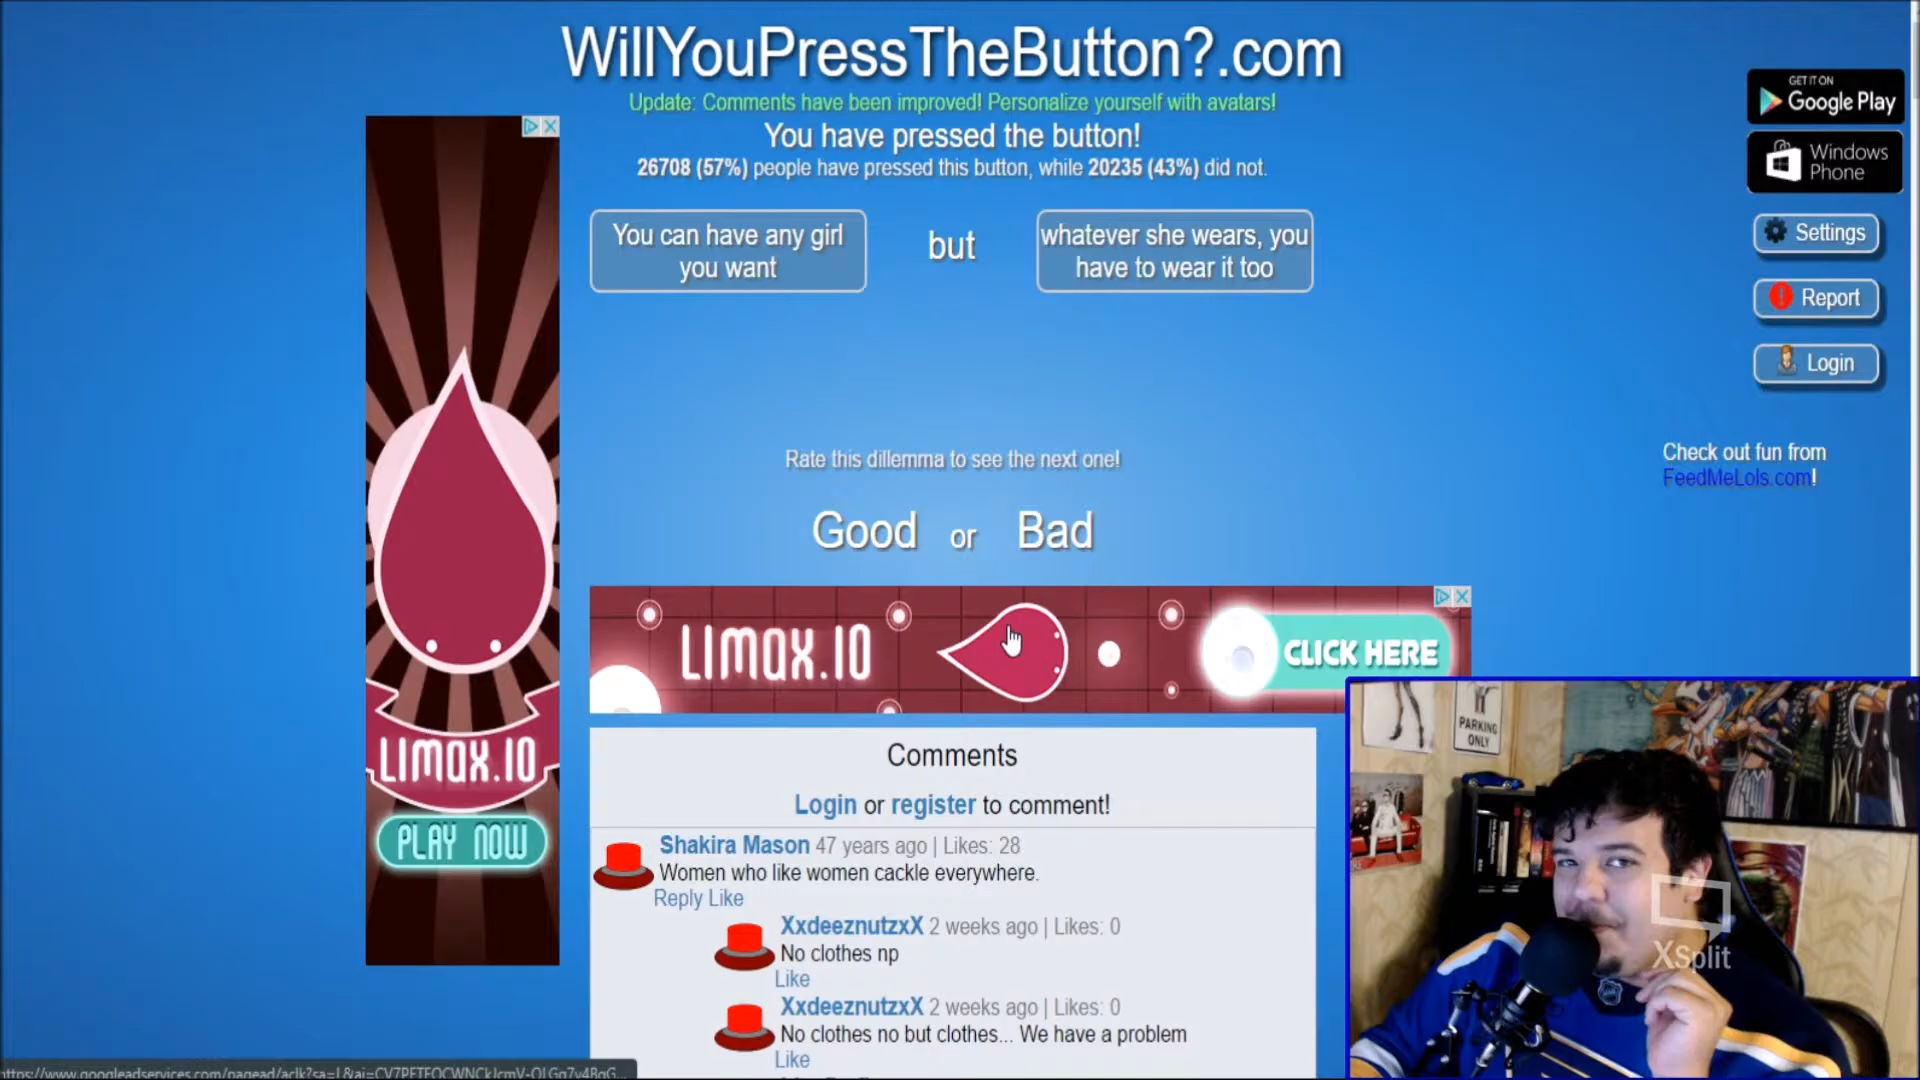 WillYouPressTheButton?.com
Update: Comments have been improved! Personalize yourself with avatars!
You have pressed the button!
26708 (57%) people have pressed this button, while 20235 (43%) did not.
GET IT ON
Google Play
Windows
Phone
You can have any girl
you want
but
whatever she wears, you
have to wear it too
Settings
Report
Login
Check out fun from
FeedMeLols.com!
Rate this dillemma to see the next one!
Good or Bad
LIMAX.IO
CLICK HERE
LIMAX.IO
PLAY NOW
Comments
Login or register to comment!
Shakira Mason 47 years ago | Likes: 28
Women who like women cackle everywhere.
Reply Like
XxdeeznutzxX 2 weeks ago | Likes: 0
No clothes np
Like
XxdeeznutzxX 2 weeks ago | Likes: 0
No clothes no but clothes... We have a problem
Like
PARKING
ONLY
XSplit